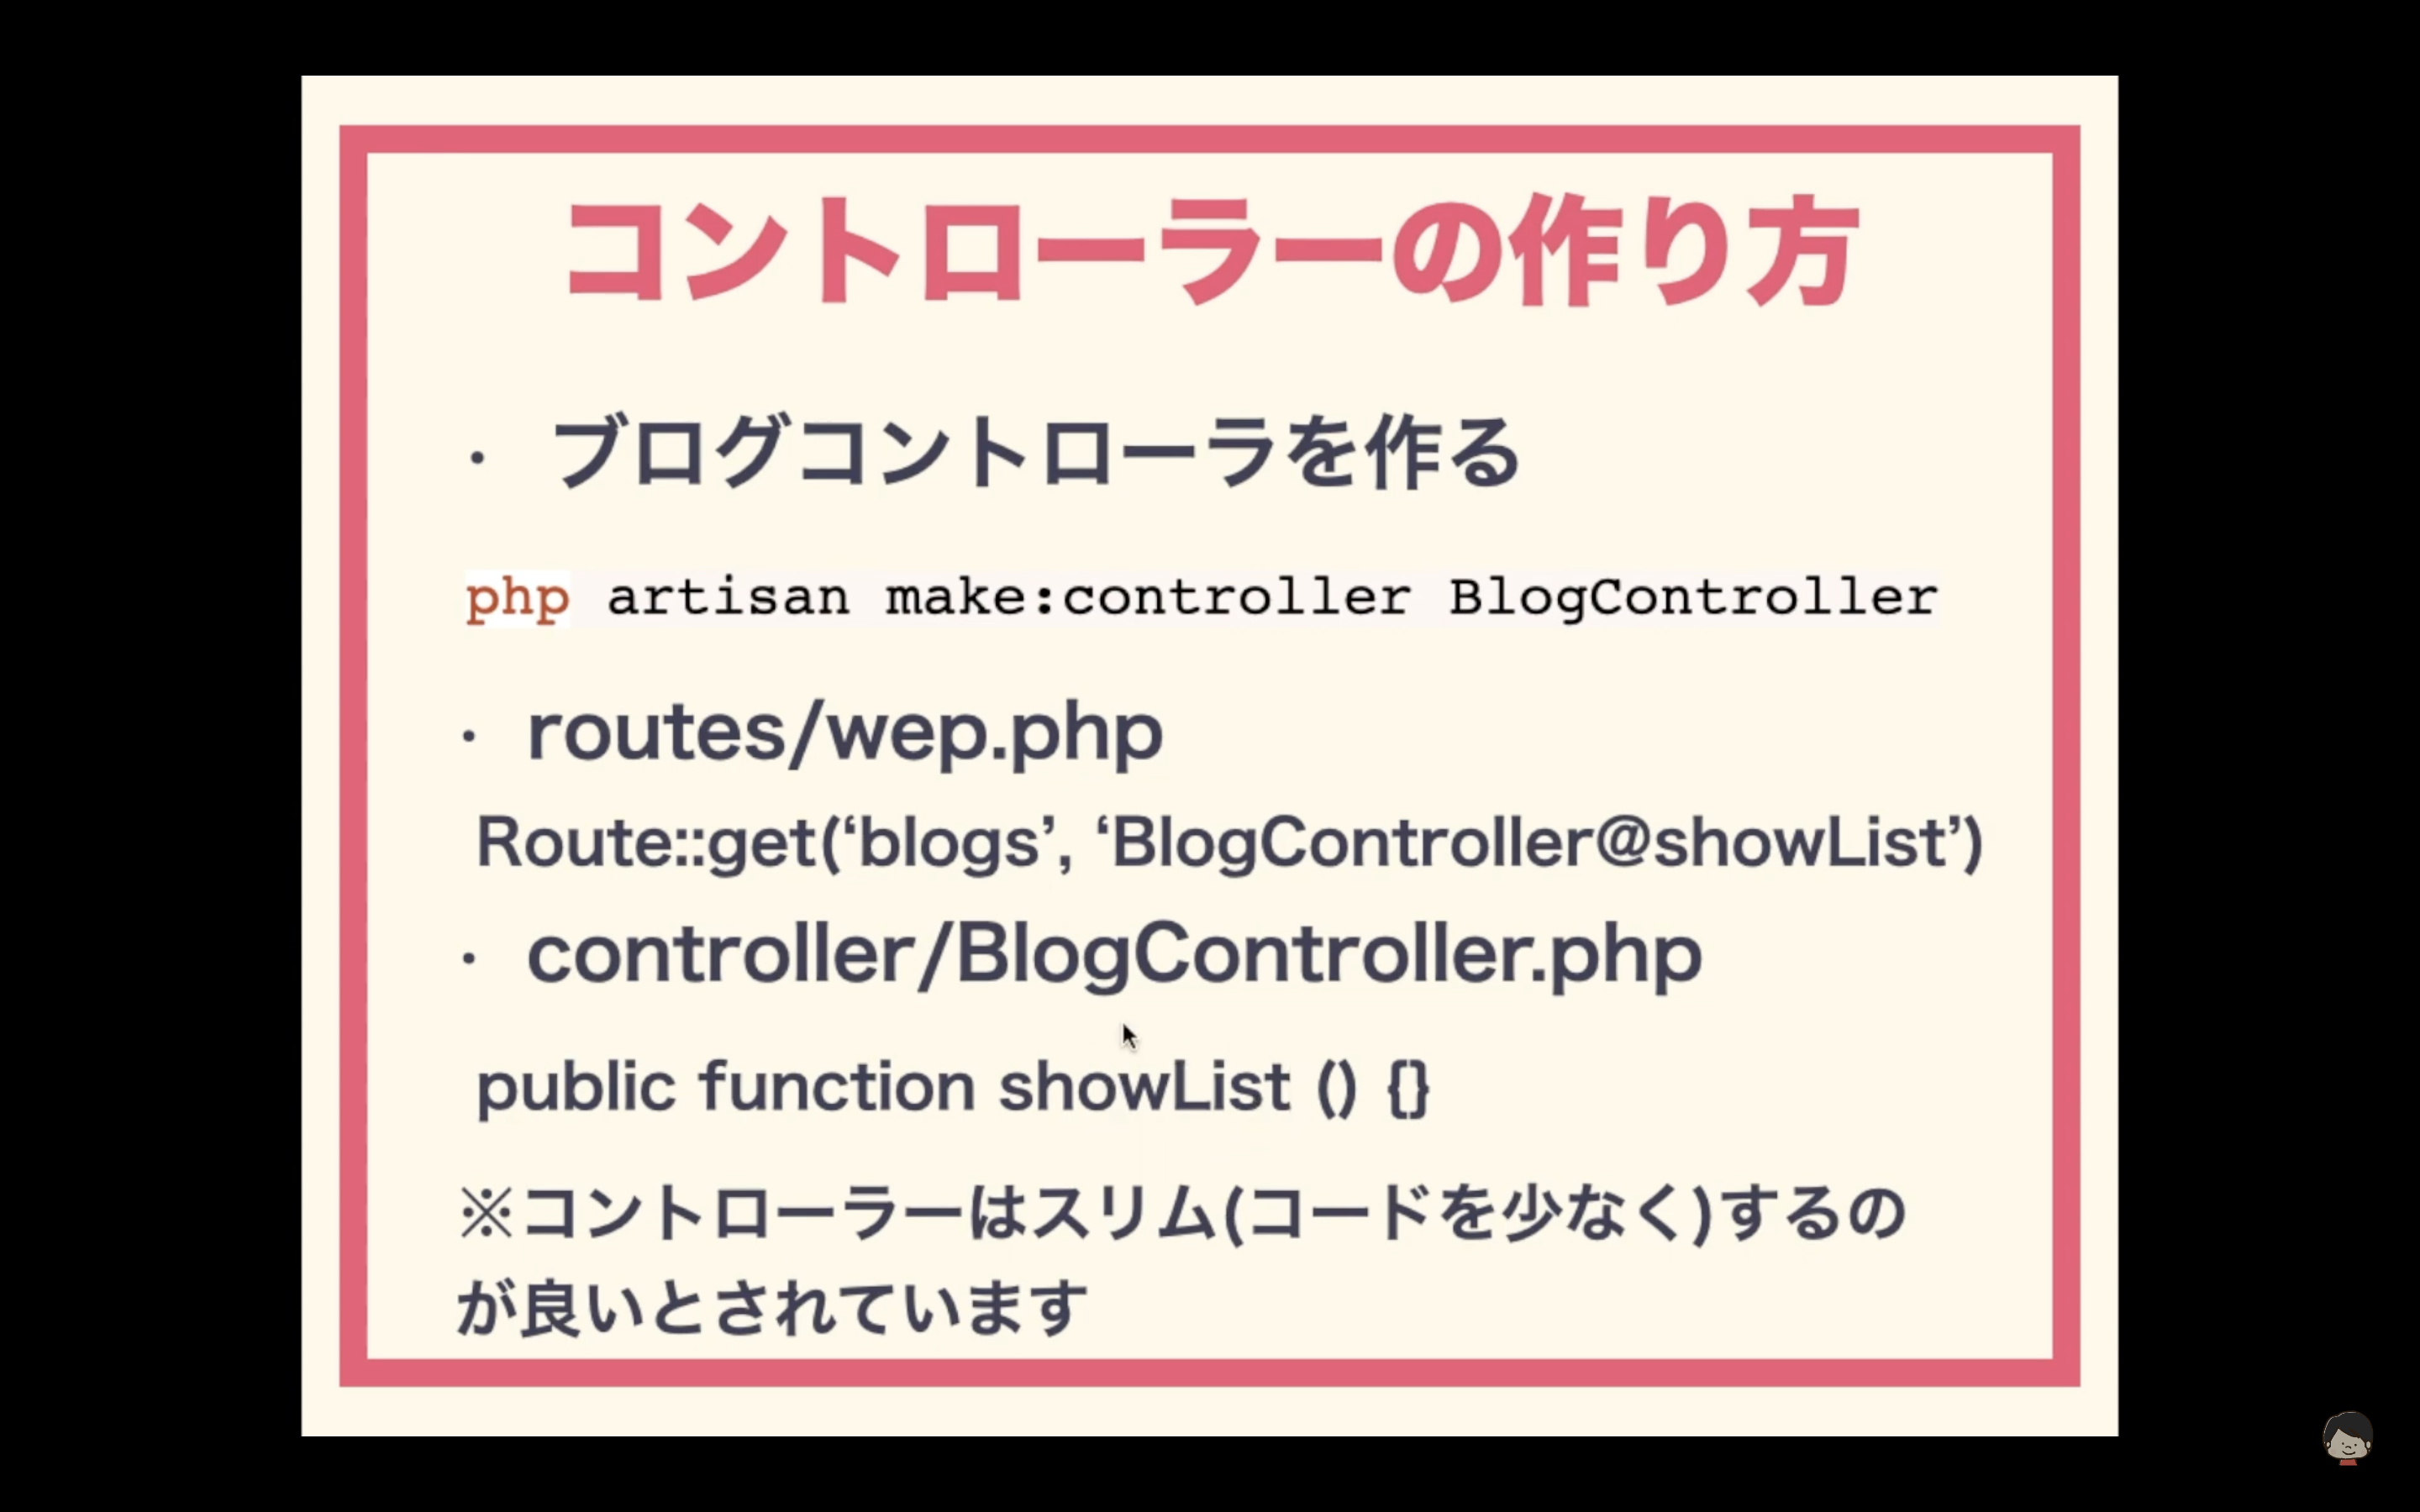 コントローラーの作り方
・ ブログコントローラを作る
php artisan make:controller BlogController
・ routes/wep.php
Route::get(‘blogs’, ‘BlogController@showList’)
・ controller/BlogController.php
public function showList () {}
※コントローラーはスリム(コードを少なく)するの
が良いとされています